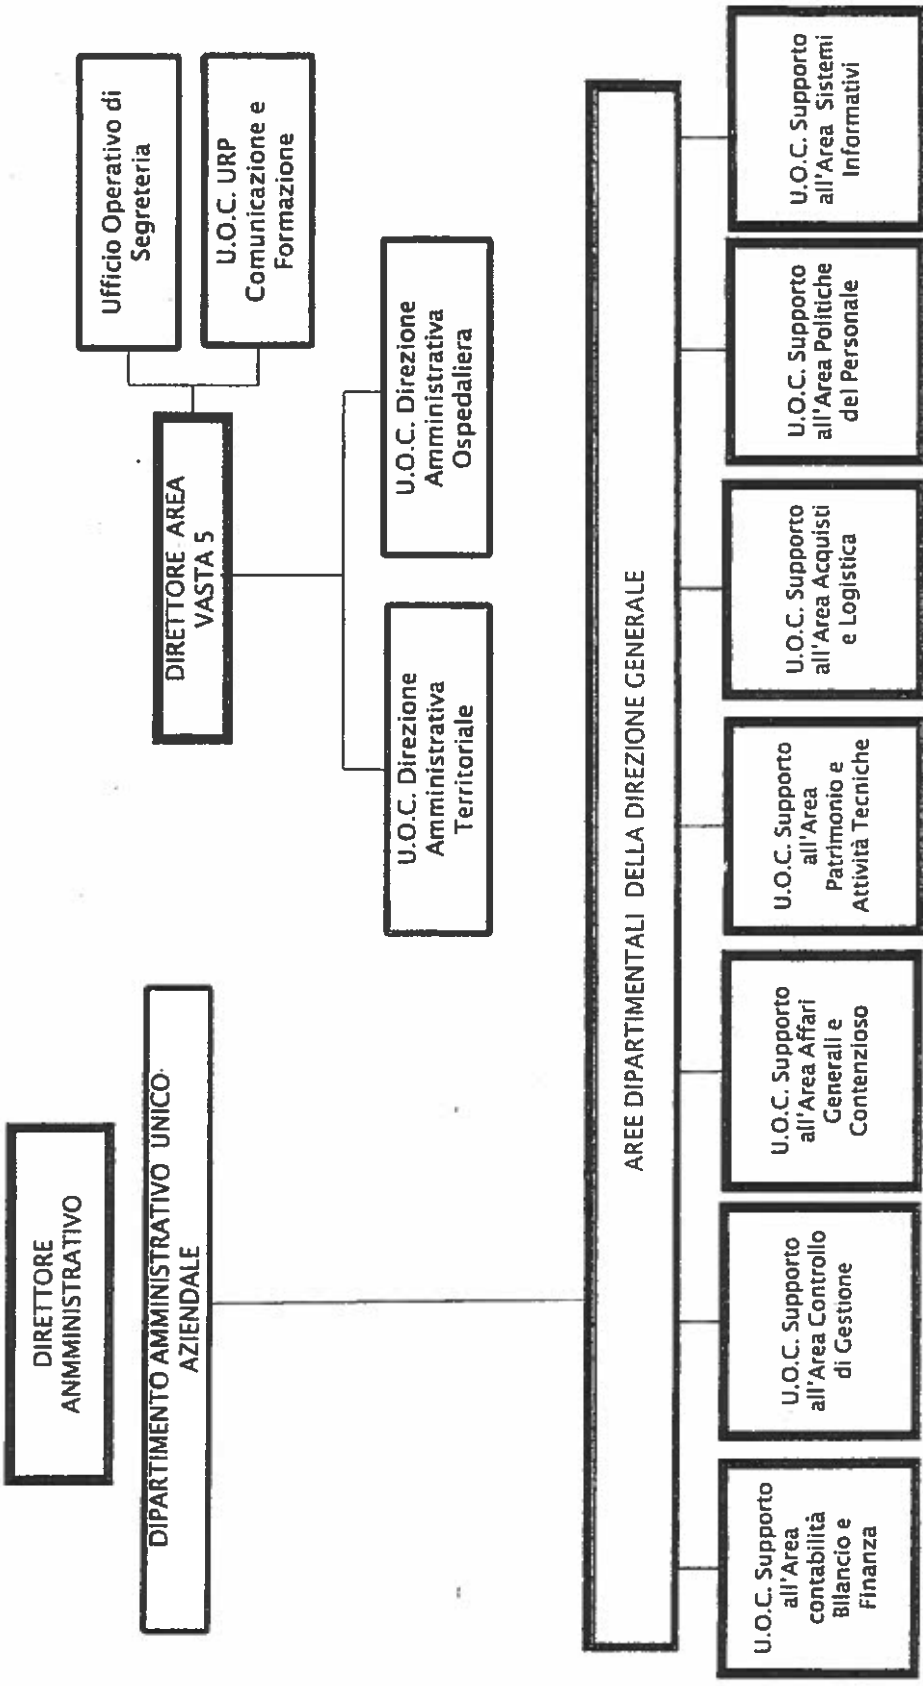 DIRETTORE
ANMMINISTRATIVO
DIPARTIMENTO AMMINISTRATIVO UNICO-
AZIENDALE
DIRETTORE AREA
VASTA 5
Ufficio Operativo di
Segreteria
U.O.C. URP
Comunicazione e
Formazione
U.O.C. Direzione
Amministrativa
Territoriale
U.O.C. Direzione
Amministrativa
Ospedaliera
AREE DIPARTIMENTALI DELLA DIREZIONE GENERALE
U.O.C. Supporto
all'Area
contabilità
Bilancio e
Finanza
U.O.C. Supporto
all'Area Controllo
di Gestione
U.O.C. Supporto
all'Area Affari
Generali e
Contenzioso
U.O.C. Supporto
all'Area
Patrimonio e
Attività Tecniche
U.O.C. Supporto
all'Area Acquisti
e Logistica
U.O.C. Supporto
all'Area Politiche
del Personale
U.O.C. Supporto
all'Area Sistemi
Informativi